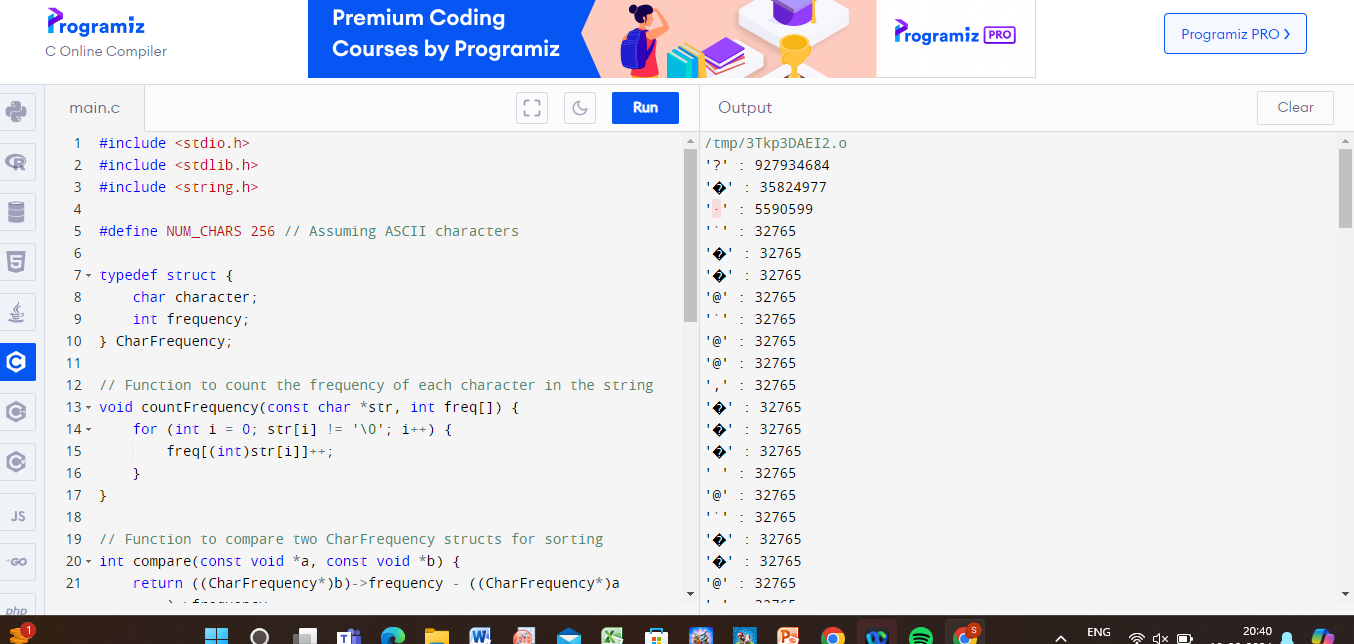 Programiz
C Online Compiler
Premium Coding
Courses by Programiz
Programiz PRO
Programiz PRO >
main.c
Run
Output
Clear
1 #include <stdio.h>
2 #include <stdlib.h>
3 #include <string.h>
4
5 #define NUM_CHARS 256 // Assuming ASCII characters
6
7 typedef struct {
8 char character;
9 int frequency;
10 } CharFrequency;
11
12 // Function to count the frequency of each character in the string
13 void countFrequency(const char *str, int freq[]) {
14 for (int i = 0; str[i] != '\0'; i++) {
15 freq[(int)str[i]]++;
16 }
17 }
18
19 // Function to compare two CharFrequency structs for sorting
20 int compare(const void *a, const void *b) {
21 return ((CharFrequency*)b)->frequency - ((CharFrequency*)a
/tmp/3Tkp3DAEI2.o
'?' : 927934684
'�' : 35824977
'·' : 5590599
'`' : 32765
'�' : 32765
'�' : 32765
'@' : 32765
'`' : 32765
'@' : 32765
'@' : 32765
',' : 32765
'�' : 32765
'�' : 32765
'�' : 32765
' ' : 32765
'@' : 32765
'`' : 32765
'�' : 32765
'�' : 32765
'@' : 32765
JS
GO
php
1
S
ENG
20:40